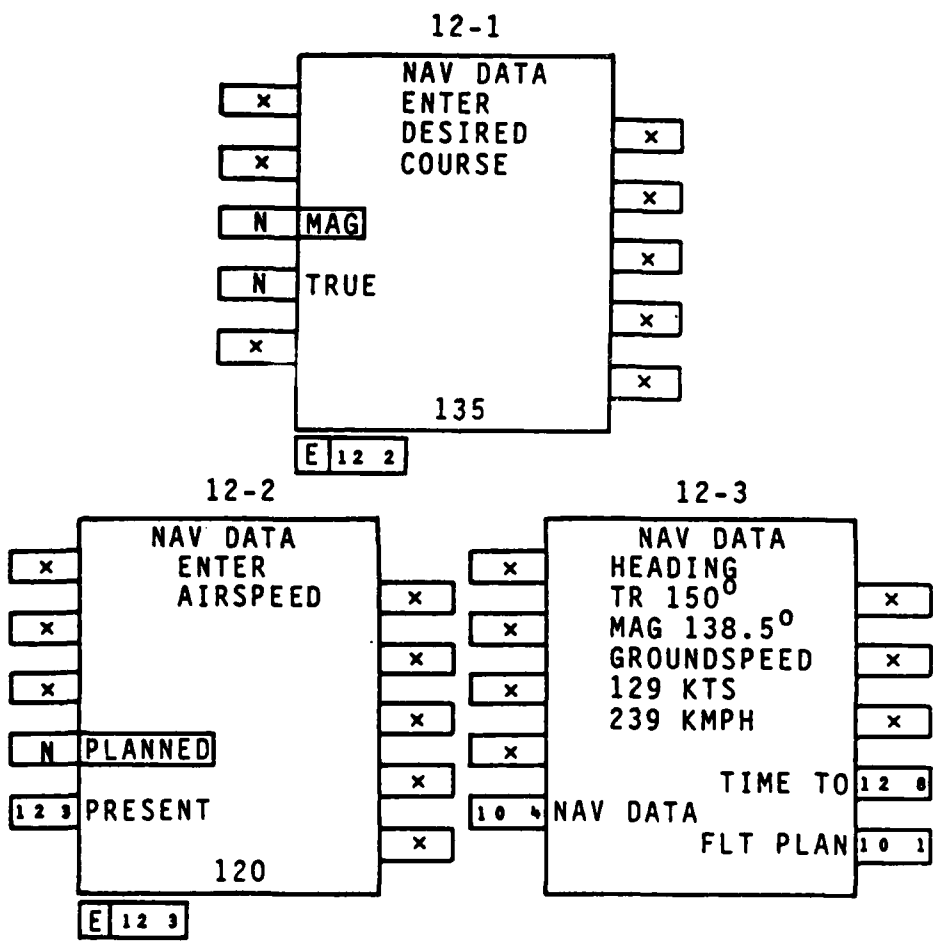 12-1
NAV DATA
× ENTER
DESIRED ×
× COURSE
×
N MAG
×
N TRUE
×
×
×
135
E 12 2
12-2
NAV DATA
× ENTER
AIRSPEED ×
×
×
×
×
N PLANNED
×
12 3 PRESENT
×
120
E 12 3
12-3
NAV DATA
× HEADING
TR 150° ×
× MAG 138.5°
GROUNDSPEED ×
× 129 KTS
239 KMPH ×
×
TIME TO 12 8
10 4 NAV DATA
FLT PLAN 10 1